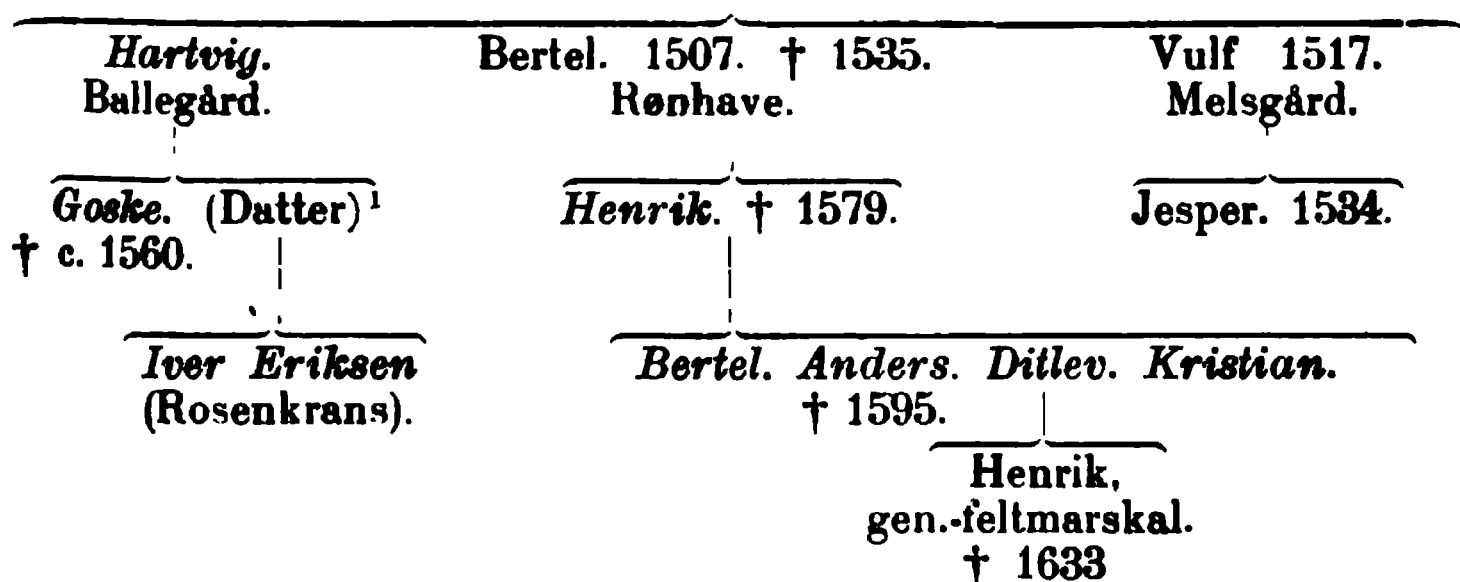 Hartvig. Bertel. 1507. † 1535. Vulf 1517.
Ballegård. Rønhave. Melsgård.
Goske. (Datter)¹ Henrik. † 1579. Jesper. 1534.
† c. 1560.
Iver Eriksen Bertel. Anders. Ditlev. Kristian.
(Rosenkrans). † 1595.
Henrik,
gen.-feltmarskal.
† 1633